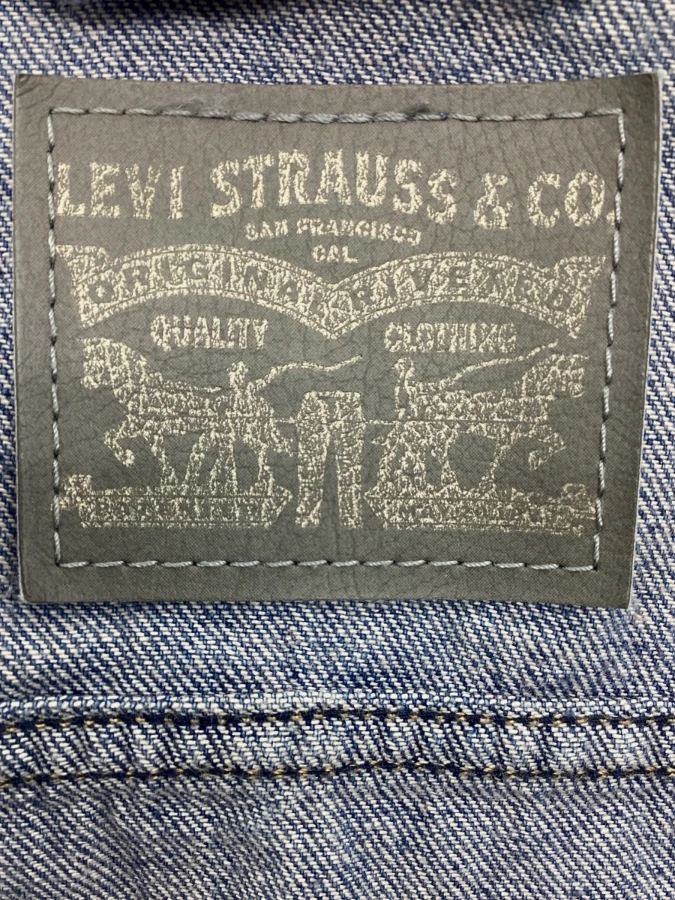 LEVI STRAUSS & CO.
SAN FRANCISCO
CAL
ORIGINAL RIVETED
QUALITY CLOTHING